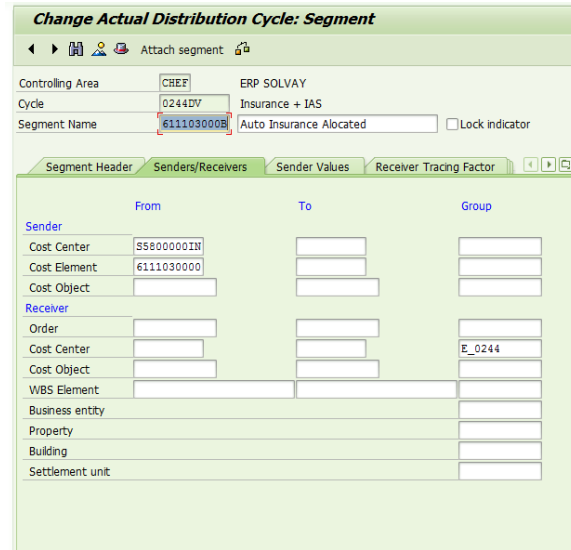 Change Actual Distribution Cycle: Segment
Attach segment
Controlling Area CHEF ERP SOLVAY
Cycle 0244DV Insurance + IAS
Segment Name 611103000B Auto Insurance Alocated Lock indicator
Segment Header Senders/Receivers Sender Values Receiver Tracing Factor
From To Group
Sender
Cost Center S5800000IN
Cost Element 6111030000
Cost Object
Receiver
Order
Cost Center E_0244
Cost Object
WBS Element
Business entity
Property
Building
Settlement unit